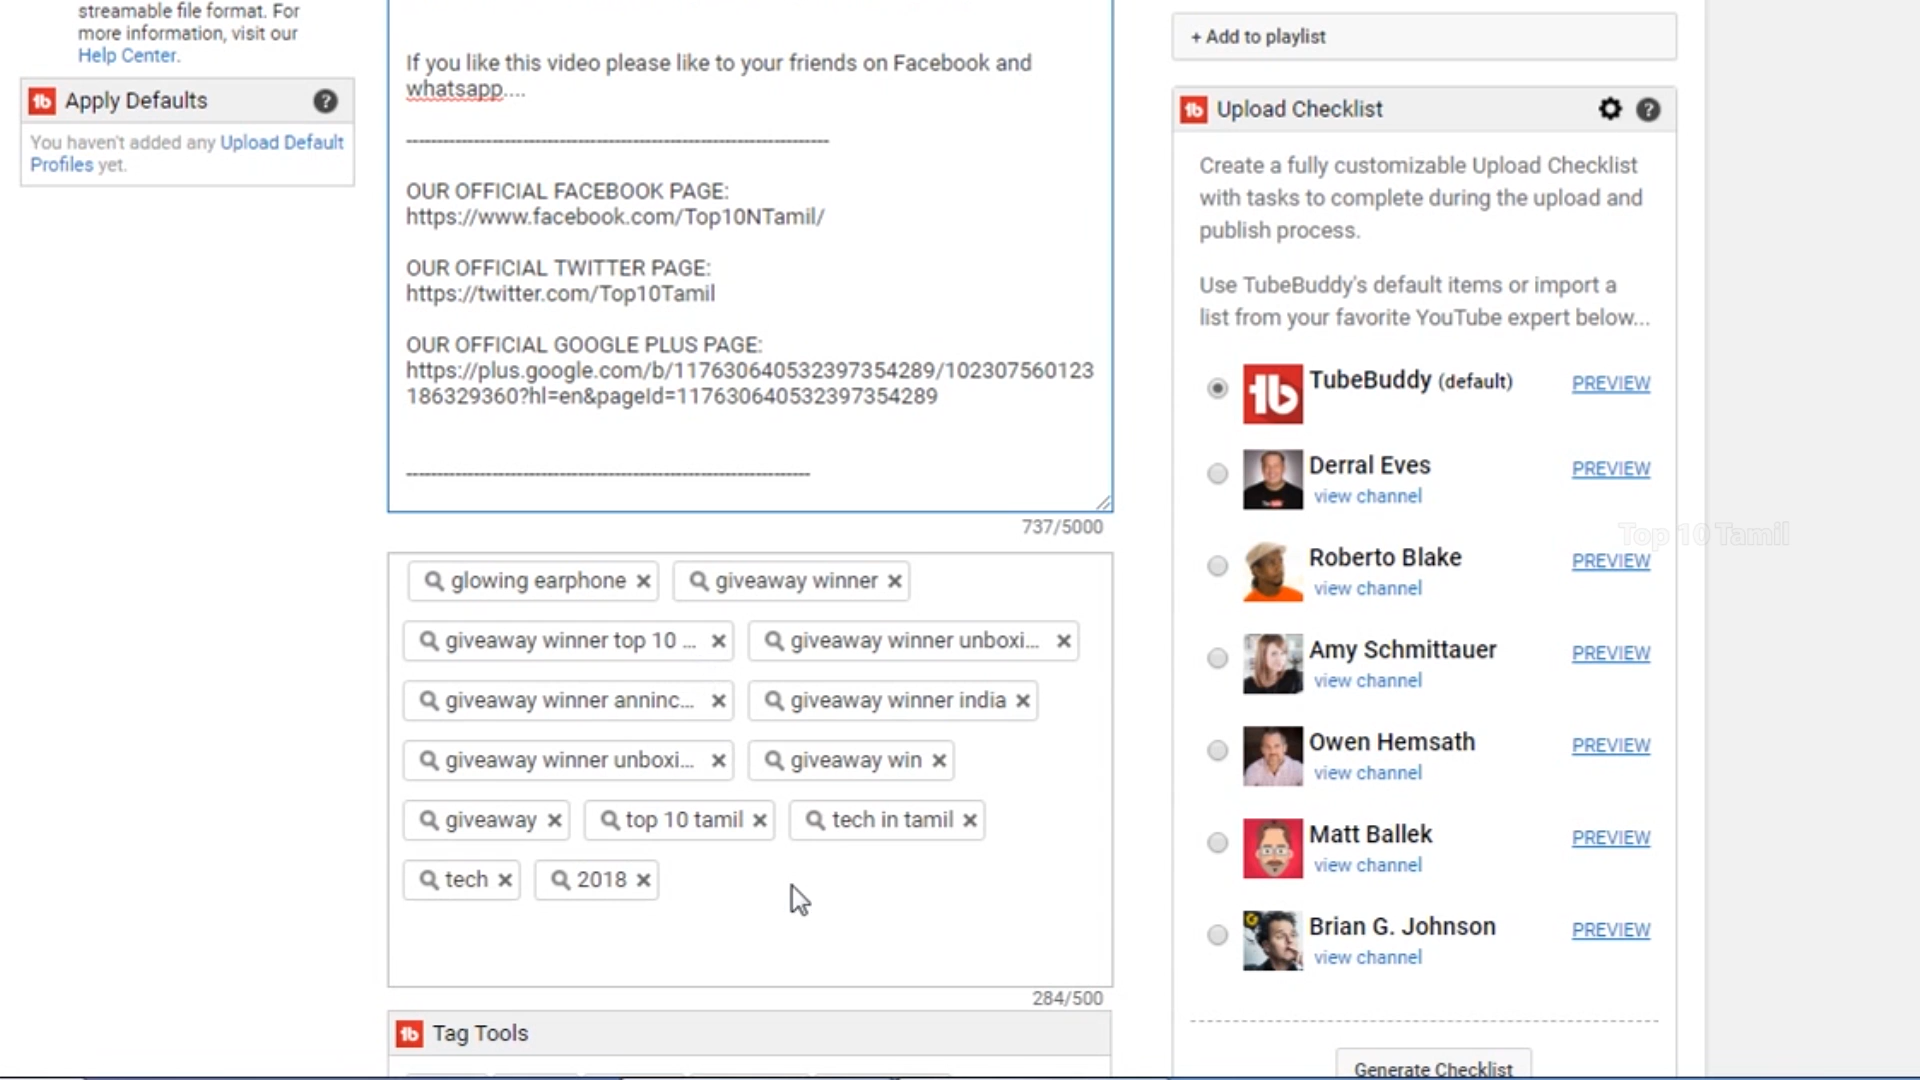 streamable file format. For
more information, visit our
Help Center.
Apply Defaults
You haven't added any Upload Default
Profiles yet.
If you like this video please like to your friends on Facebook and
whatsapp....
OUR OFFICIAL FACEBOOK PAGE:
https://www.facebook.com/Top10NTamil/
OUR OFFICIAL TWITTER PAGE:
https://twitter.com/Top10Tamil
OUR OFFICIAL GOOGLE PLUS PAGE:
https://plus.google.com/b/117630640532397354289/102307560123
186329360?hl=en&pageId=117630640532397354289
737/5000
glowing earphone
giveaway winner
giveaway winner top 10 ...
giveaway winner unboxi...
giveaway winner anninc...
giveaway winner india
giveaway winner unboxi...
giveaway win
giveaway
top 10 tamil
tech in tamil
tech
2018
284/500
Tag Tools
+ Add to playlist
Upload Checklist
Create a fully customizable Upload Checklist
with tasks to complete during the upload and
publish process.
Use TubeBuddy's default items or import a
list from your favorite YouTube expert below...
TubeBuddy (default) PREVIEW
Derral Eves PREVIEW
view channel
Top 10 Tamil
Roberto Blake PREVIEW
view channel
Amy Schmittauer PREVIEW
view channel
Owen Hemsath PREVIEW
view channel
Matt Ballek PREVIEW
view channel
Brian G. Johnson PREVIEW
view channel
Generate Checklist